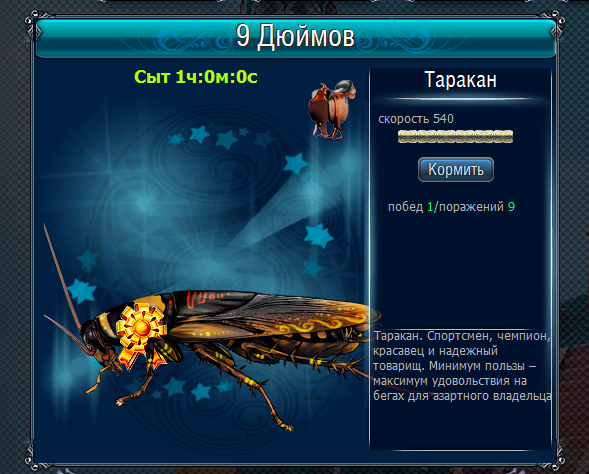 9 Дюймов
Сыт 1ч:0м:0с
Таракан
скорость 540
Кормить
побед 1/поражений 9
Таракан. Спортсмен, чемпион,
красавец и надежный
товарищ. Минимум пользы –
максимум удовольствия на
бегах для азартного владельца